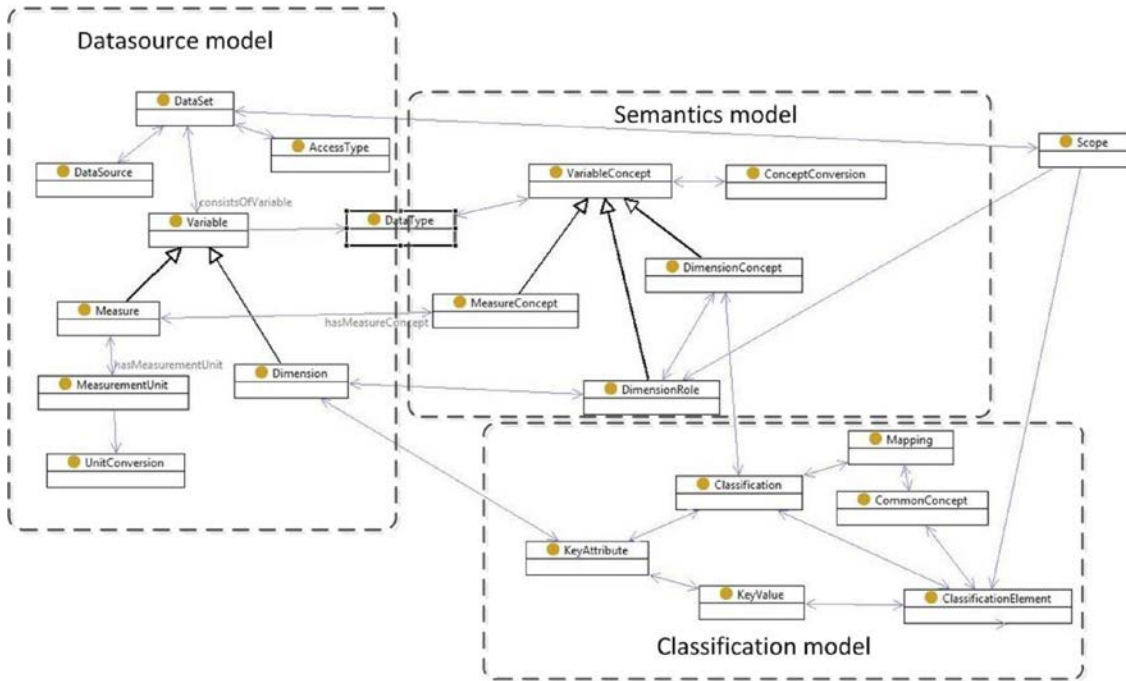 Datasource model
DataSet
Semantics model
Scope
AccessType
DataSource
VariableConcept
ConceptConversion
consistsOfVariable
Variable
DataType
DimensionConcept
Measure
MeasureConcept
hasMeasureConcept
hasMeasurementUnit
Dimension
MeasurementUnit
DimensionRole
Mapping
UnitConversion
Classification
CommonConcept
KeyAttribute
KeyValue
ClassificationElement
Classification model